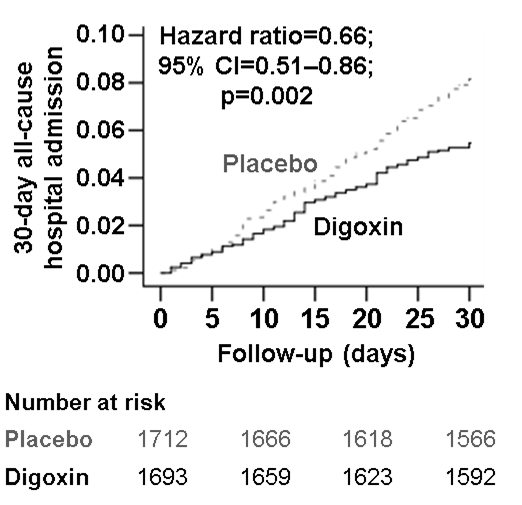 Hazard ratio=0.66;
95% CI=0.51–0.86;
p=0.002
30-day all-cause
hospital admission
0.10
0.08
0.06
0.04
0.02
0.00
Placebo
Digoxin
0 5 10 15 20 25 30
Follow-up (days)
Number at risk
Placebo 1712 1666 1618 1566
Digoxin 1693 1659 1623 1592